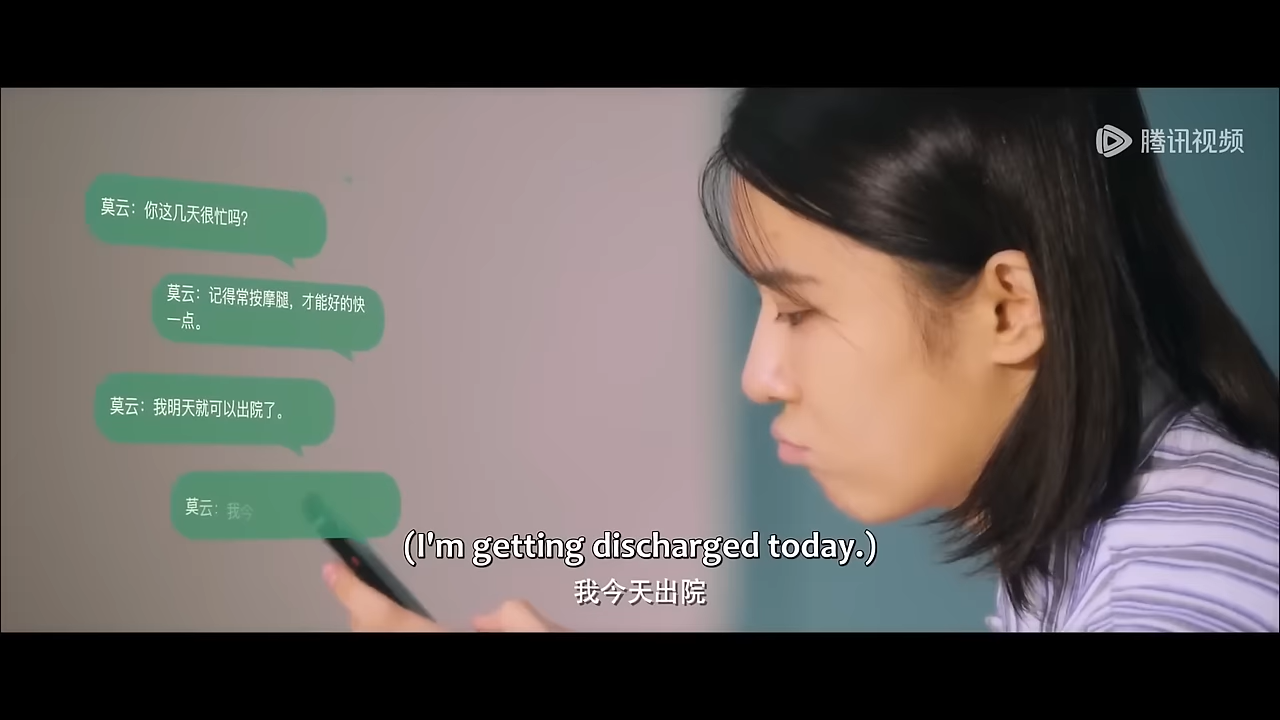 腾讯视频
莫云：你这几天很忙吗？
莫云：记得常按摩腿，才能好的快
一点。
莫云：我明天就可以出院了。
莫云：我今
(I'm getting discharged today.)
我今天出院